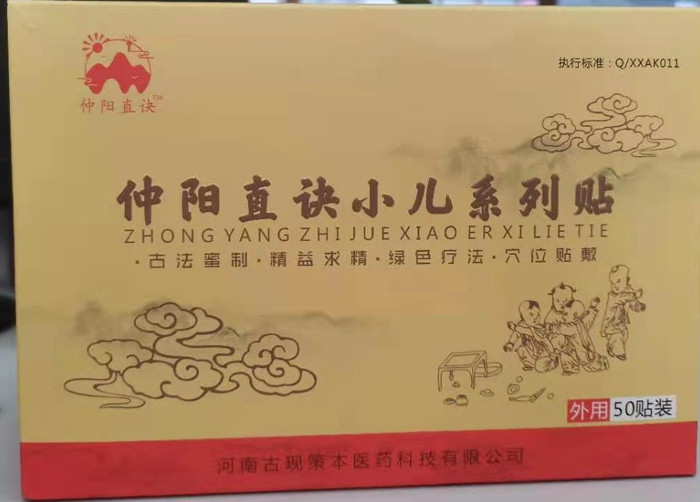 仲阳直诀™
执行标准：Q/XXAK011
仲阳直诀小儿系列贴
ZHONG YANG ZHI JUE XIAO ER XI LIE TIE
·古法蜜制·精益求精·绿色疗法·穴位贴敷
外用 50贴装
河南古现策本医药科技有限公司